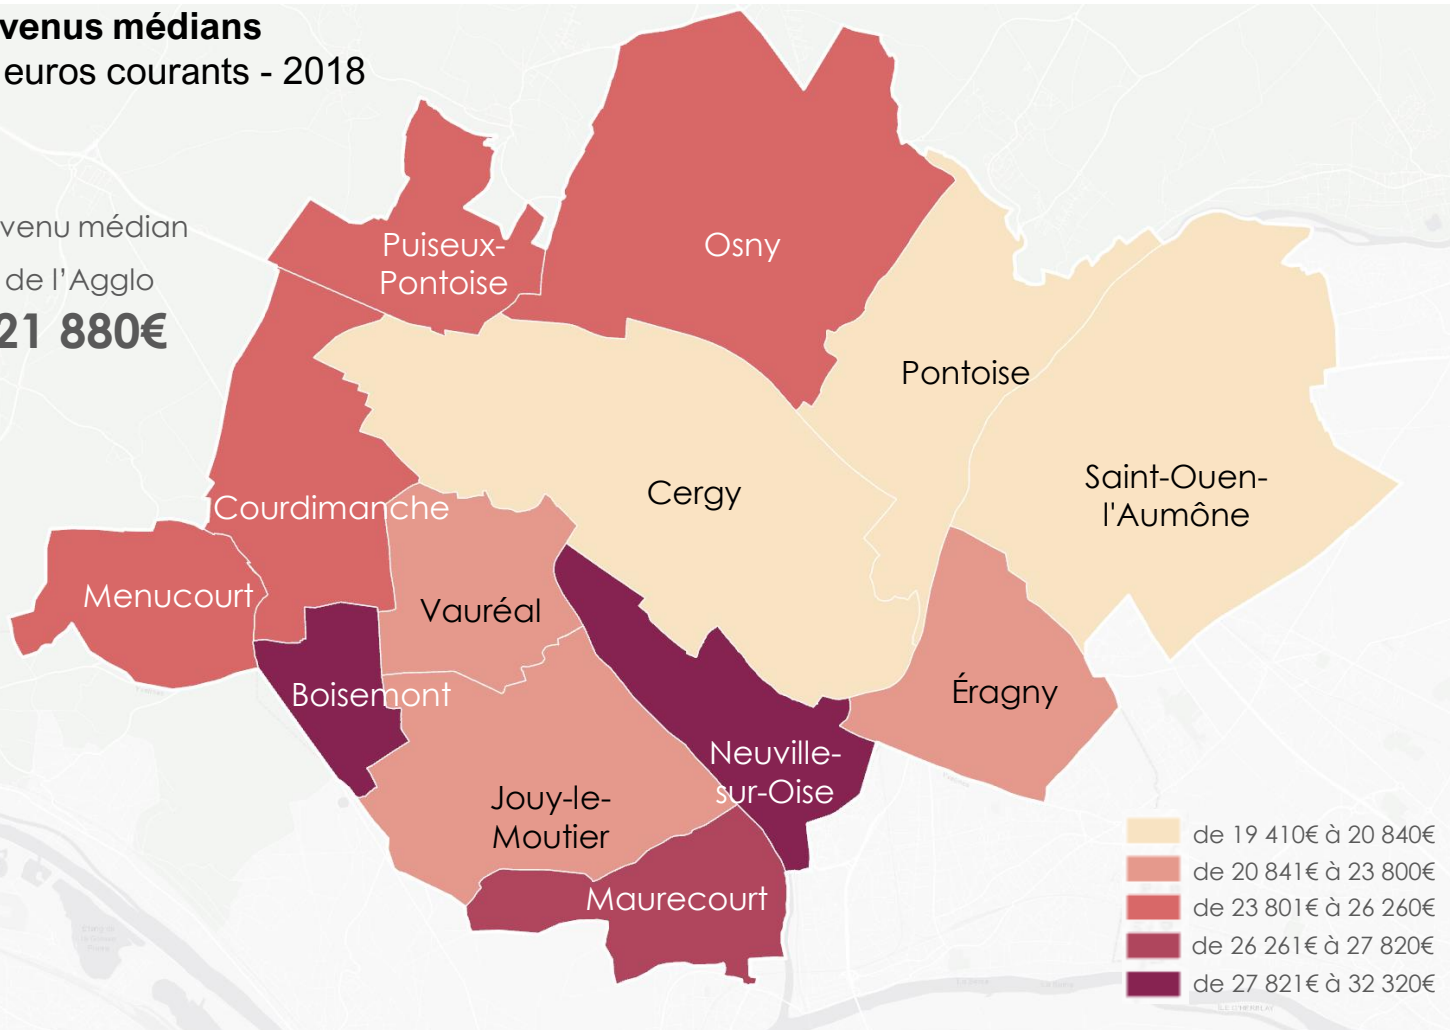 venus médians
euros courants - 2018
venu médian
de l'Agglo
21 880€
Puiseux-
Pontoise
Osny
Pontoise
Saint-Ouen-
l'Aumône
Cergy
Courdimanche
Menucourt
Vauréal
Boisemont
Éragny
Neuville-
sur-Oise
Jouy-le-
Moutier
Maurecourt
de 19 410€ à 20 840€
de 20 841€ à 23 800€
de 23 801€ à 26 260€
de 26 261€ à 27 820€
de 27 821€ à 32 320€